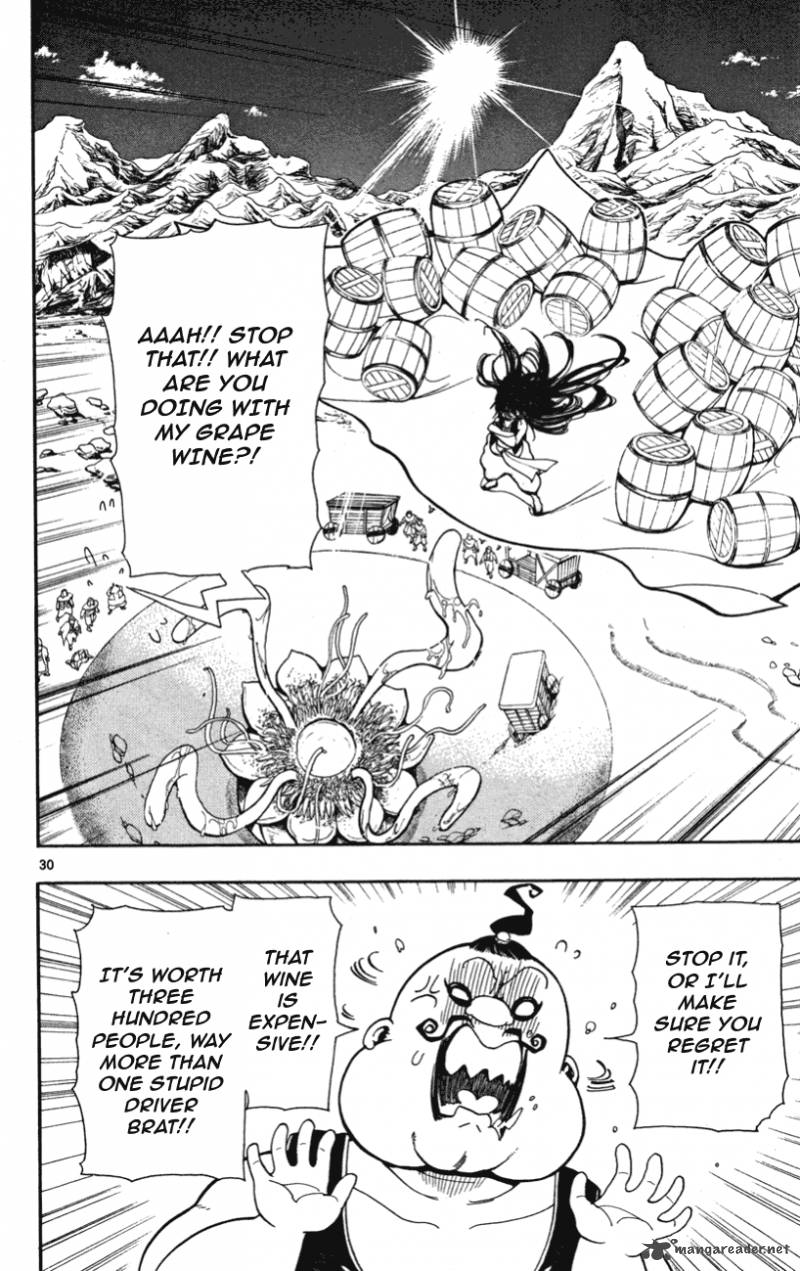 AAAH!! STOP
THAT!! WHAT
ARE YOU
DOING WITH
MY GRAPE
WINE?!
30
STOP IT,
OR I'LL
MAKE
SURE YOU
REGRET
IT!!
THAT
WINE
IS
EXPEN-
SIVE!!
IT'S WORTH
THREE
HUNDRED
PEOPLE, WAY
MORE THAN
ONE STUPID
DRIVER
BRAT!!
mangareader.net